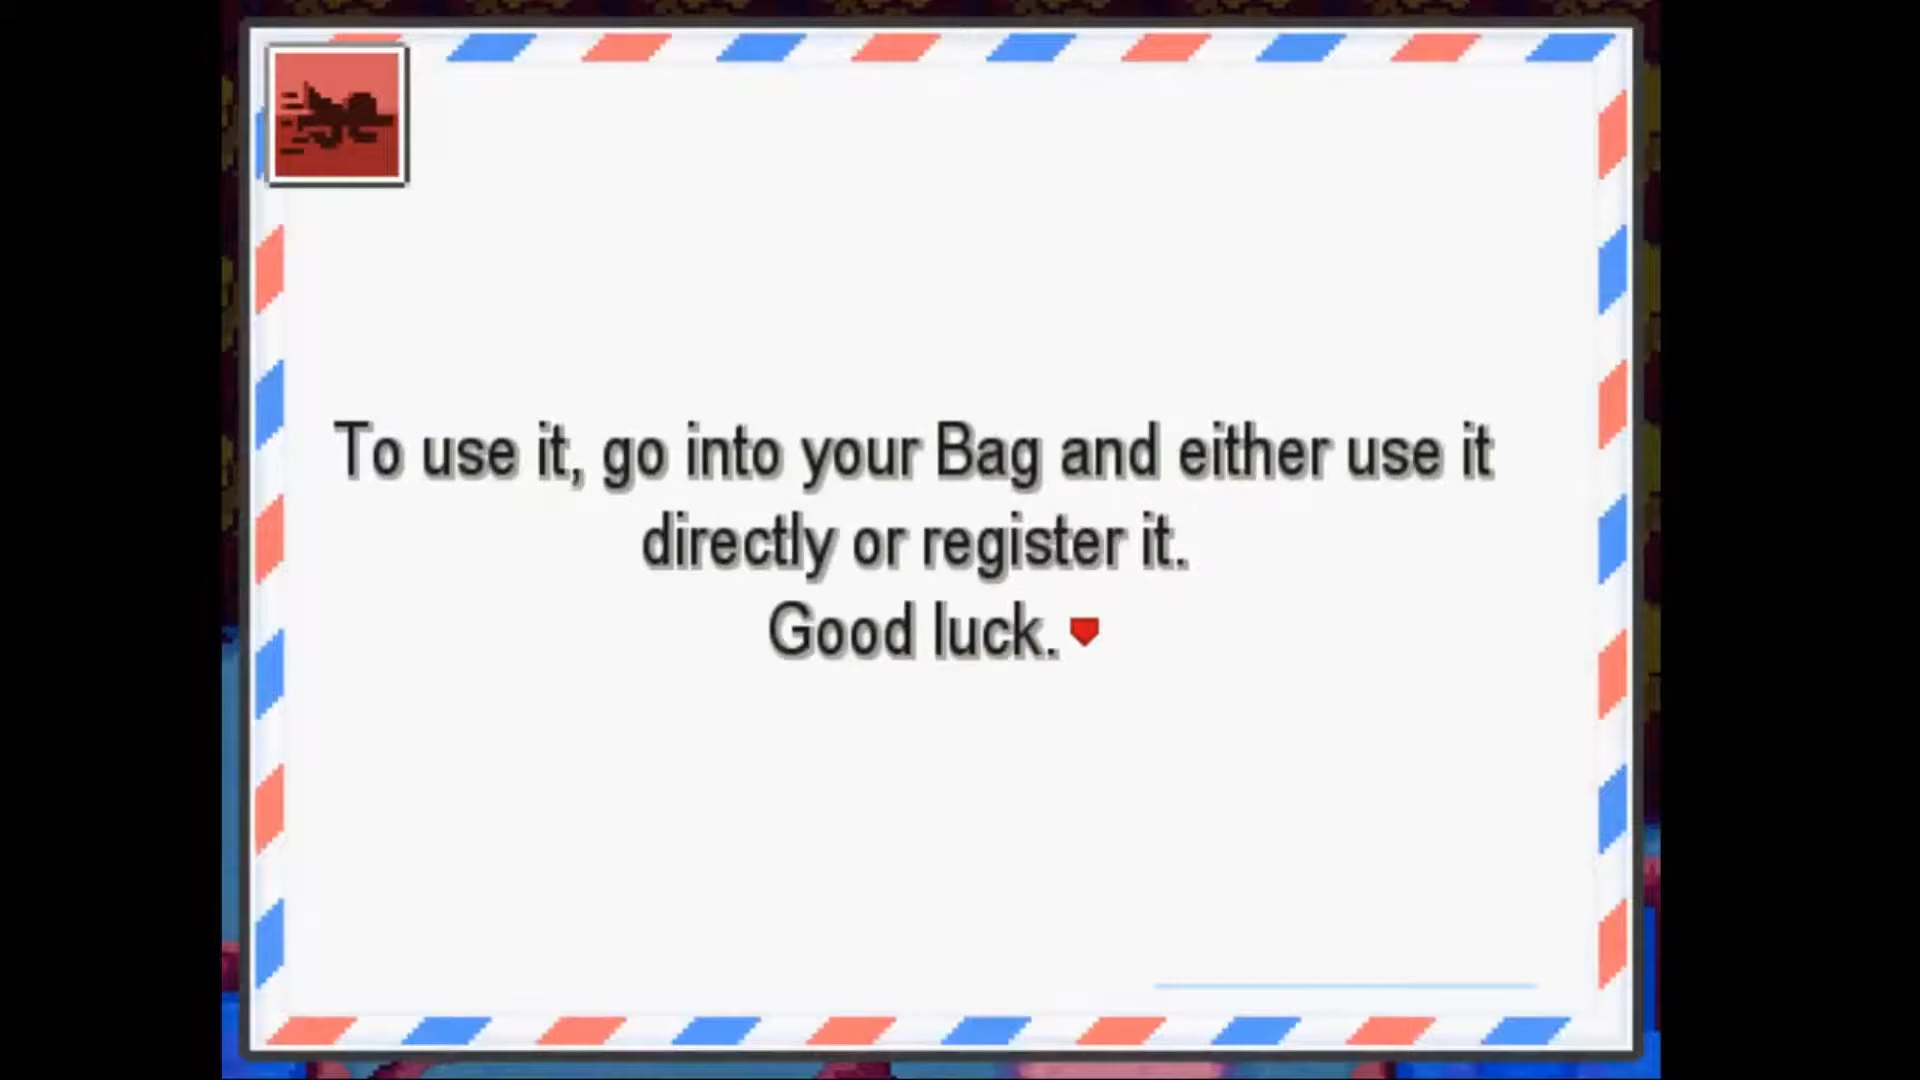 To use it, go into your Bag and either use it
directly or register it.
Good luck.